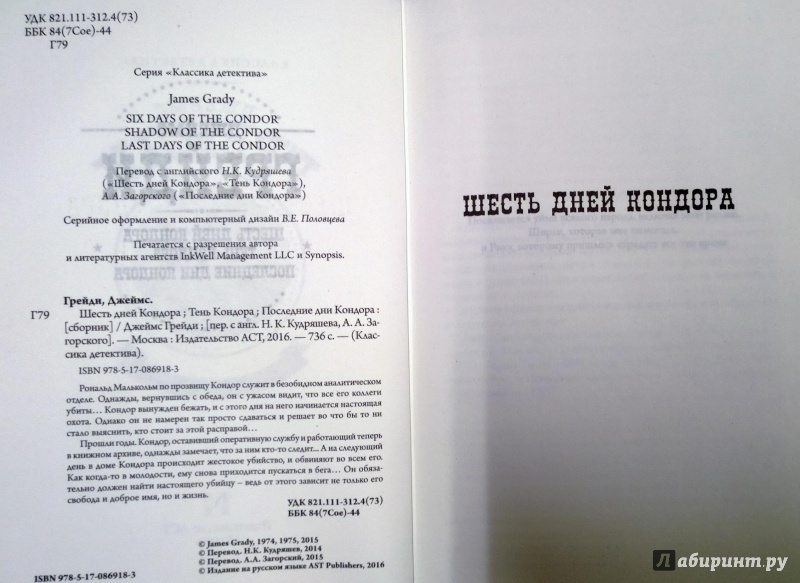 УДК 821.111-312.4(73)
ББК 84(7Сое)-44
Г79
Серия «Классика детектива»
James Grady
SIX DAYS OF THE CONDOR
SHADOW OF THE CONDOR
LAST DAYS OF THE CONDOR
Перевод с английского Н.К. Кудряшева
(«Шесть дней Кондора», «Тень Кондора»),
А.А. Загорского («Последние дни Кондора»)
Серийное оформление и компьютерный дизайн В.Е. Половцева
Печатается с разрешения автора
и литературных агентств InkWell Management LLC и Synopsis.
Грейди, Джеймс.
Г79 Шесть дней Кондора ; Тень Кондора ; Последние дни Кондора :
[сборник] / Джеймс Грейди ; [пер. с англ. Н. К. Кудряшева, А. А. За-
горского]. — Москва : Издательство АСТ, 2016. — 736 с. — (Клас-
сика детектива).
ISBN 978-5-17-086918-3
Рональд Малькольм по прозвищу Кондор служит в безобидном аналитическом
отделе. Однажды, вернувшись с обеда, он с ужасом видит, что все его коллеги
убиты… Кондор вынужден бежать, и с этого дня на него начинается настоящая
охота. Однако он не намерен так просто сдаваться и решает во что бы то ни
стало выяснить, кто стоит за этой расправой…
Прошли годы. Кондор, оставивший оперативную службу и работающий теперь
в книжном архиве, однажды замечает, что за ним кто-то следит... А на следующий
день в доме Кондора происходит жестокое убийство, и обвиняют во всем его.
Как когда-то в молодости, ему снова приходится пускаться в бега… Он обяза-
тельно должен найти настоящего убийцу – ведь от этого зависит не только его
свобода и доброе имя, но и жизнь.
УДК 821.111-312.4(73)
ББК 84(7Сое)-44
© James Grady, 1974, 1975, 2015
© Перевод. Н.К. Кудряшев, 2014
© Перевод. А.А. Загорский, 2015
© Издание на русском языке AST Publishers, 2016
ISBN 978-5-17-086918-3
ШЕСТЬ ДНЕЙ КОНДОРА
Лабиринт.ру